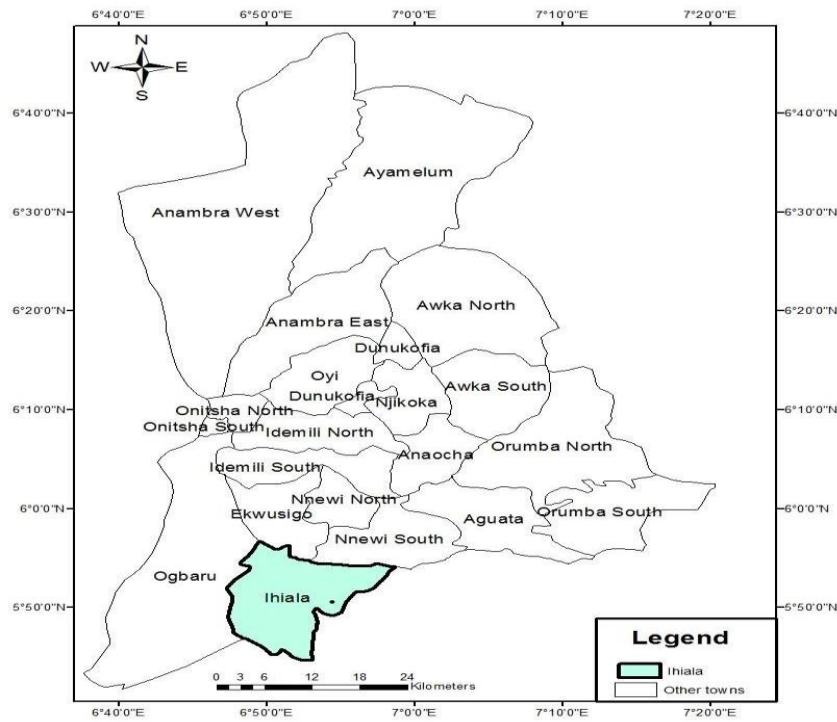 6°40'0"E 6°50'0"E 7°0'0"E 7°10'0"E 7°20'0"E
N
W E
S
6°40'0"N 6°40'0"N
Ayamelum
Anambra West
6°30'0"N 6°30'0"N
6°20'0"N 6°20'0"N
Awka North
Anambra East
Dunukofia
Oyi
Awka South
Dunukofia
Njikoka
6°10'0"N 6°10'0"N
Onitsha North
Onitsha South
Idemili North
Orumba North
Anaocha
Idemili South
6°0'0"N 6°0'0"N
Nnewi North
Ekwusigo
Orumba South
Aguata
Nnewi South
Ogbaru
Ihiala
5°50'0"N 5°50'0"N
Legend
Ihiala
Other towns
0 3 6 12 18 24
Kilometers
6°40'0"E 6°50'0"E 7°0'0"E 7°10'0"E 7°20'0"E